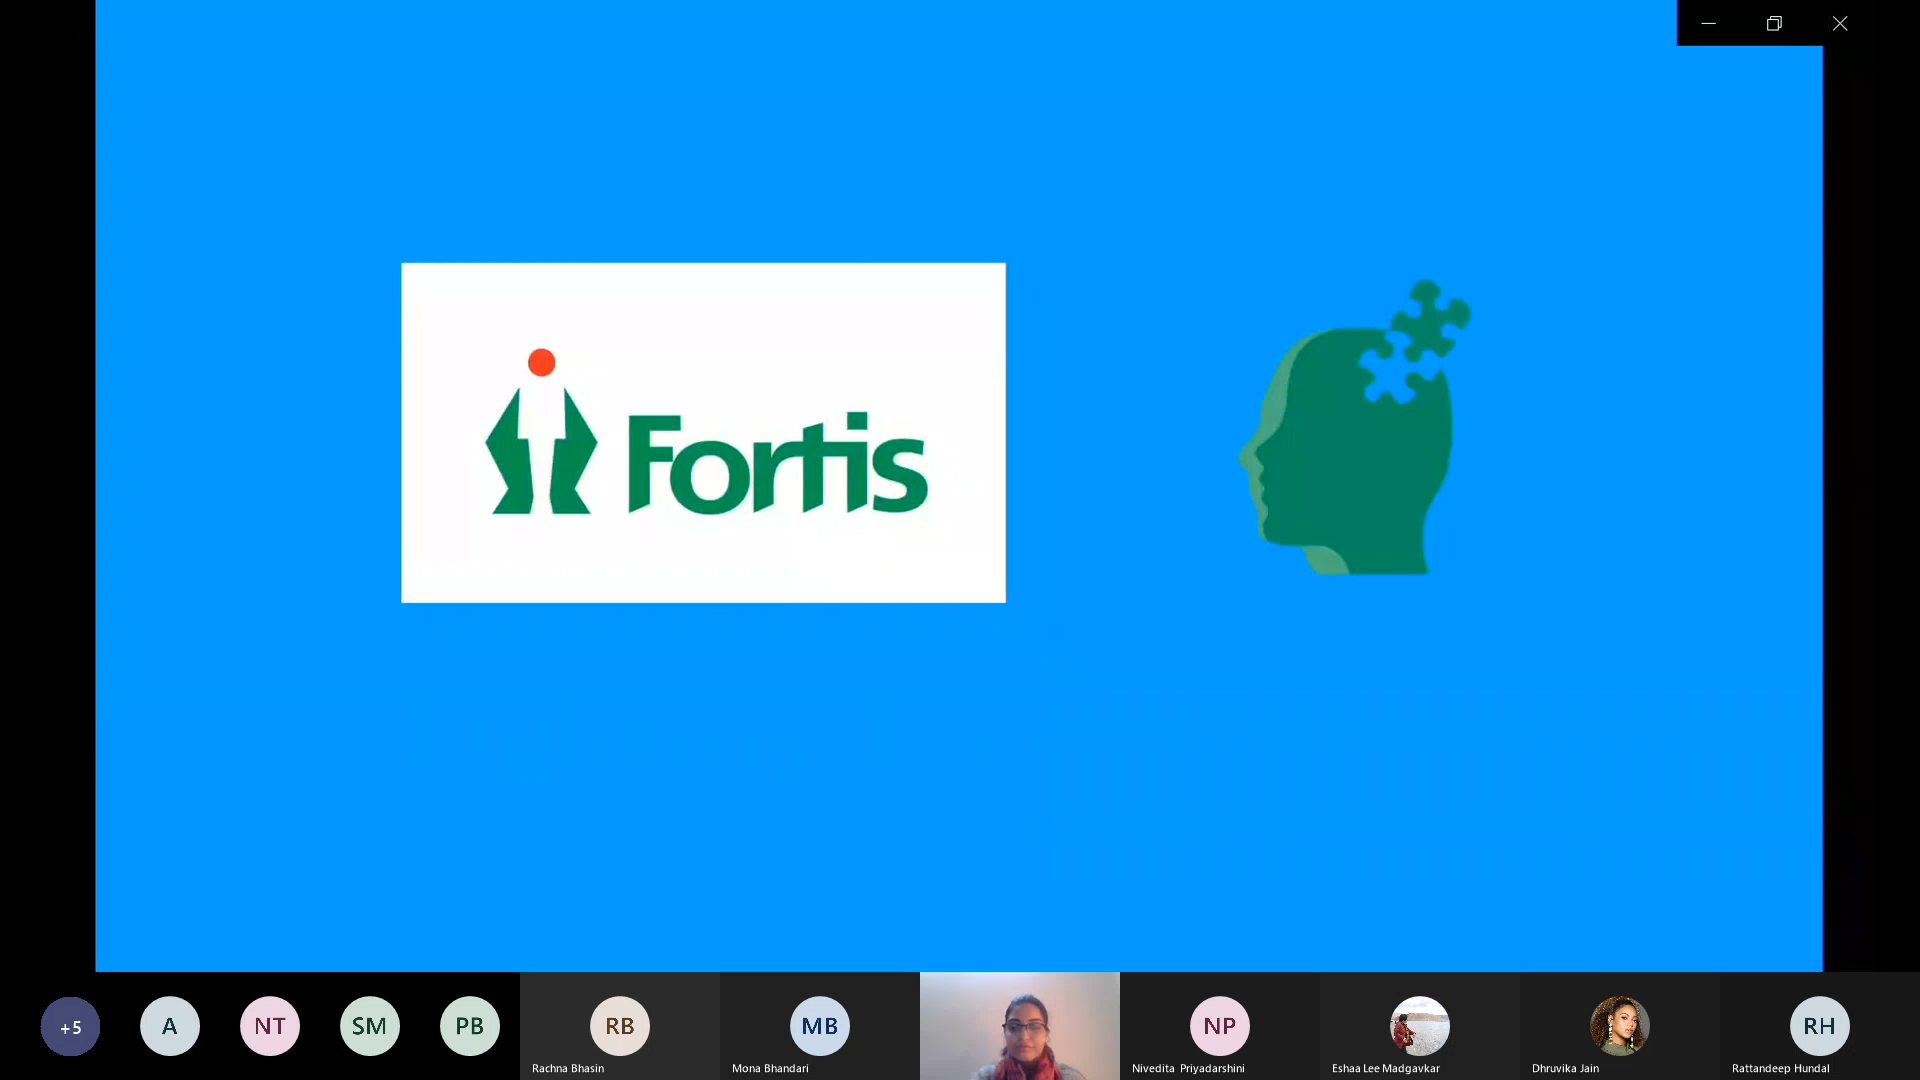 Fortis
+5
A
NT
SM
PB
RB
MB
NP
RH
Rachna Bhasin
Mona Bhandari
Nivedita Priyadarshini
Eshaa Lee Madgavkar
Dhruvika Jain
Rattandeep Hundal